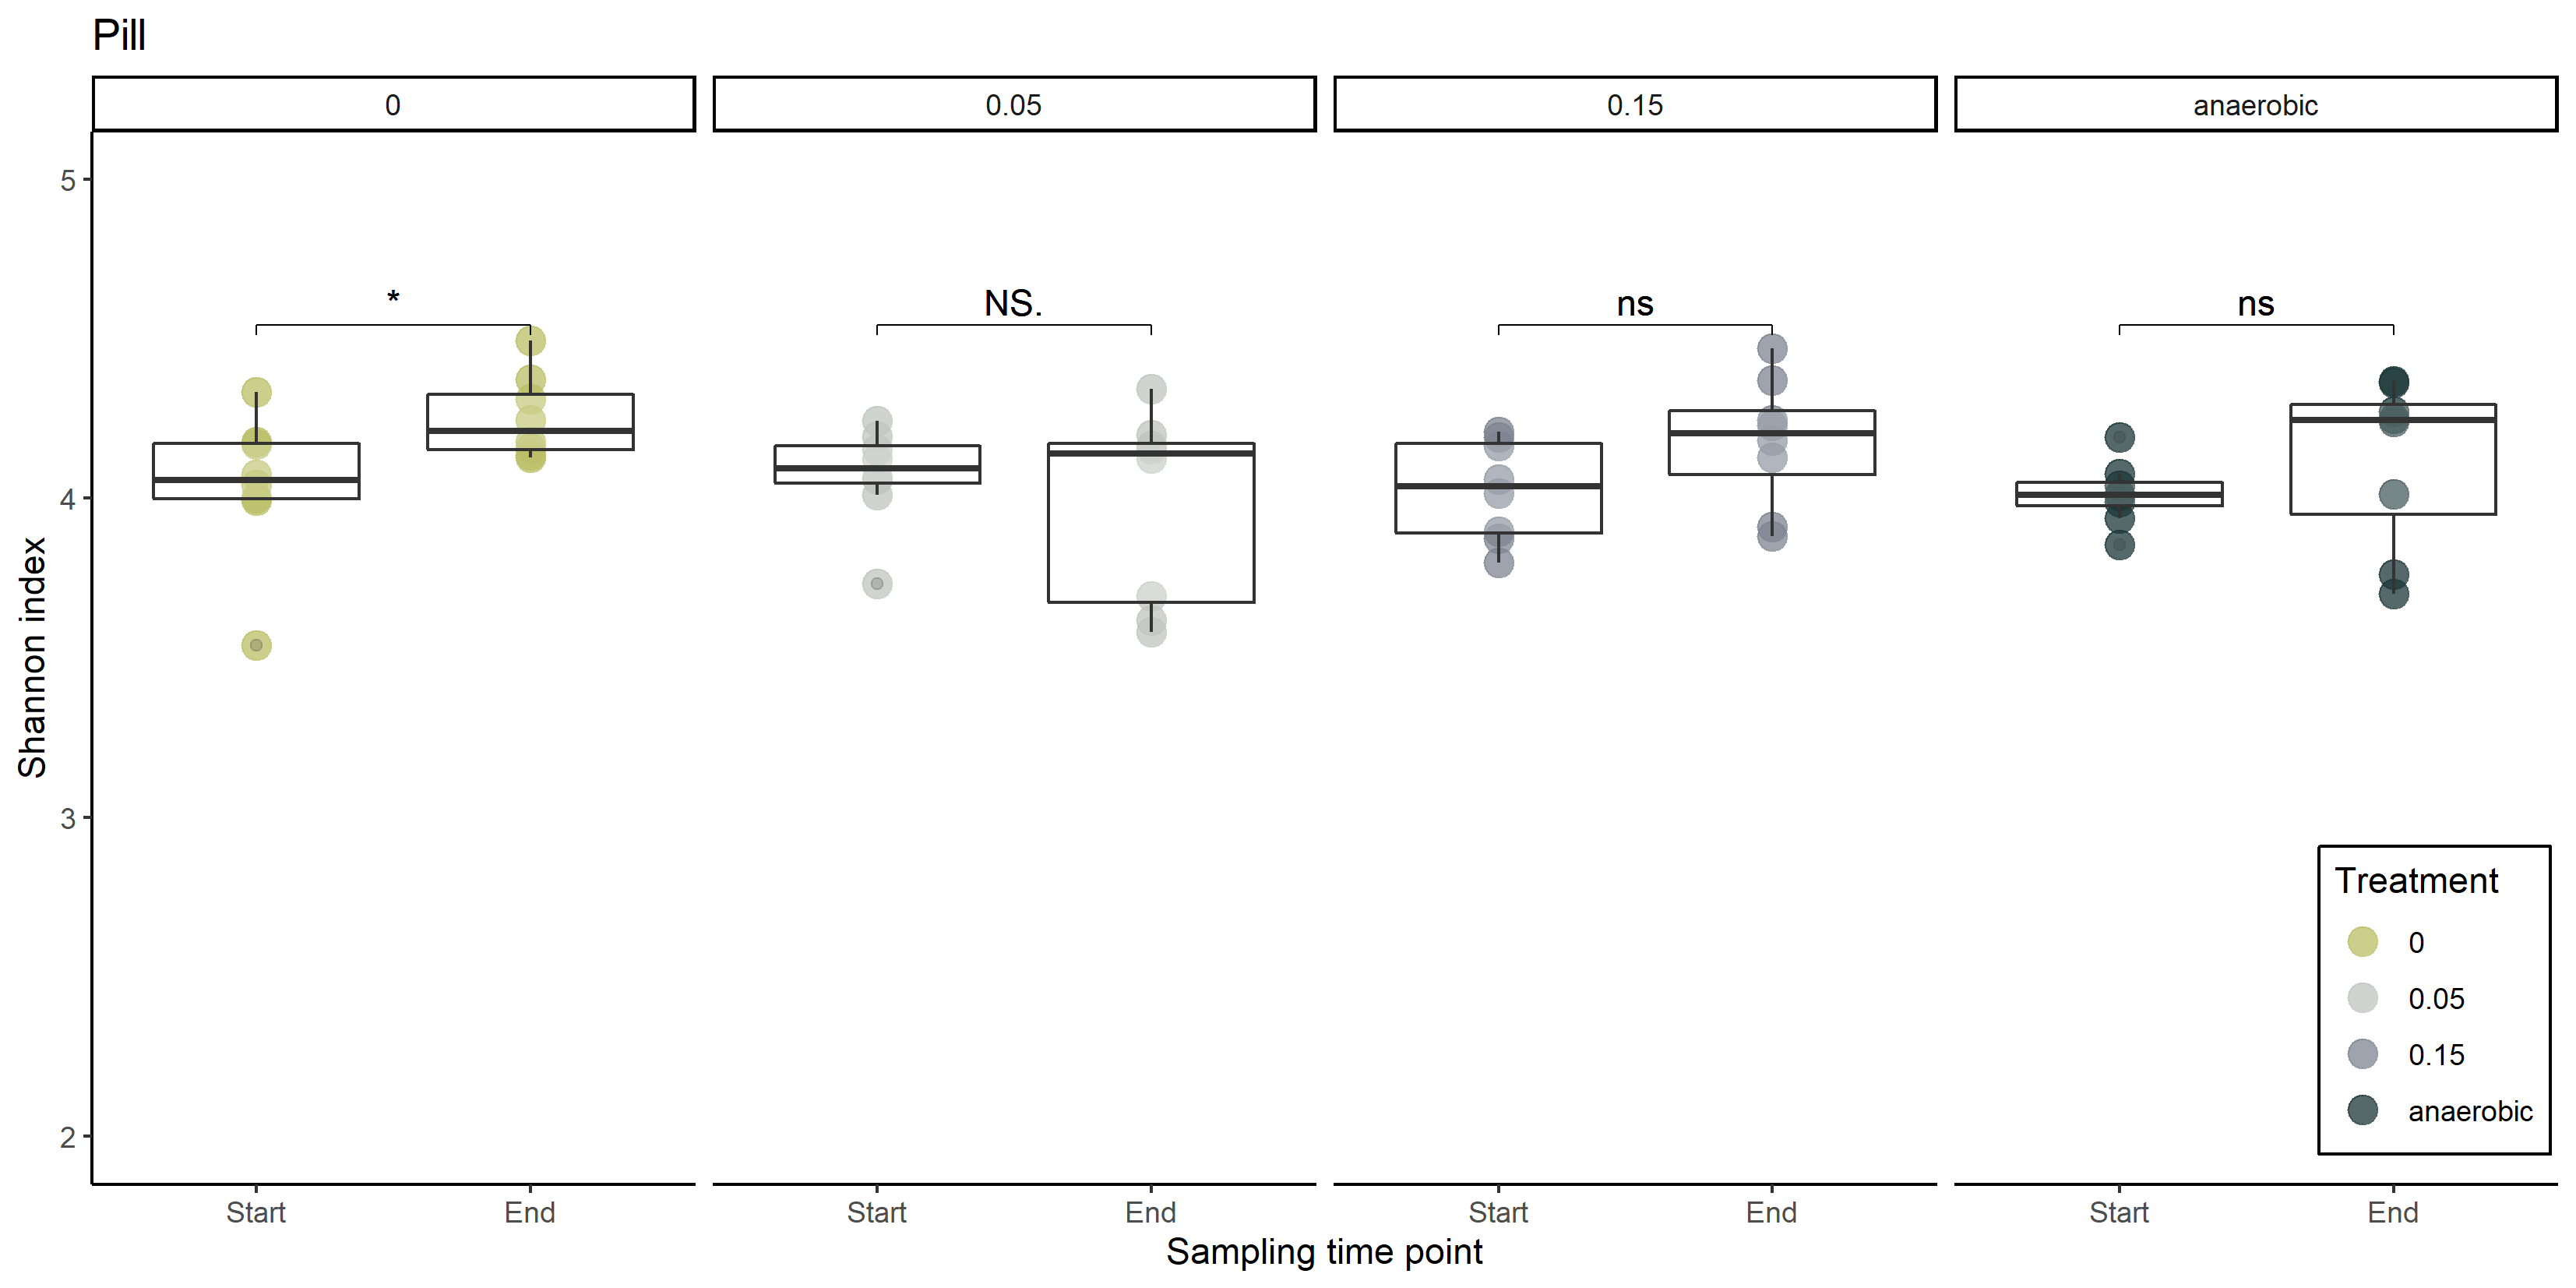 Pill
0
0.05
0.15
anaerobic
5
4
3
2
Shannon index
*
NS.
ns
ns
Treatment
0
0.05
0.15
anaerobic
Start
End
Start
End
Start
End
Start
End
Sampling time point